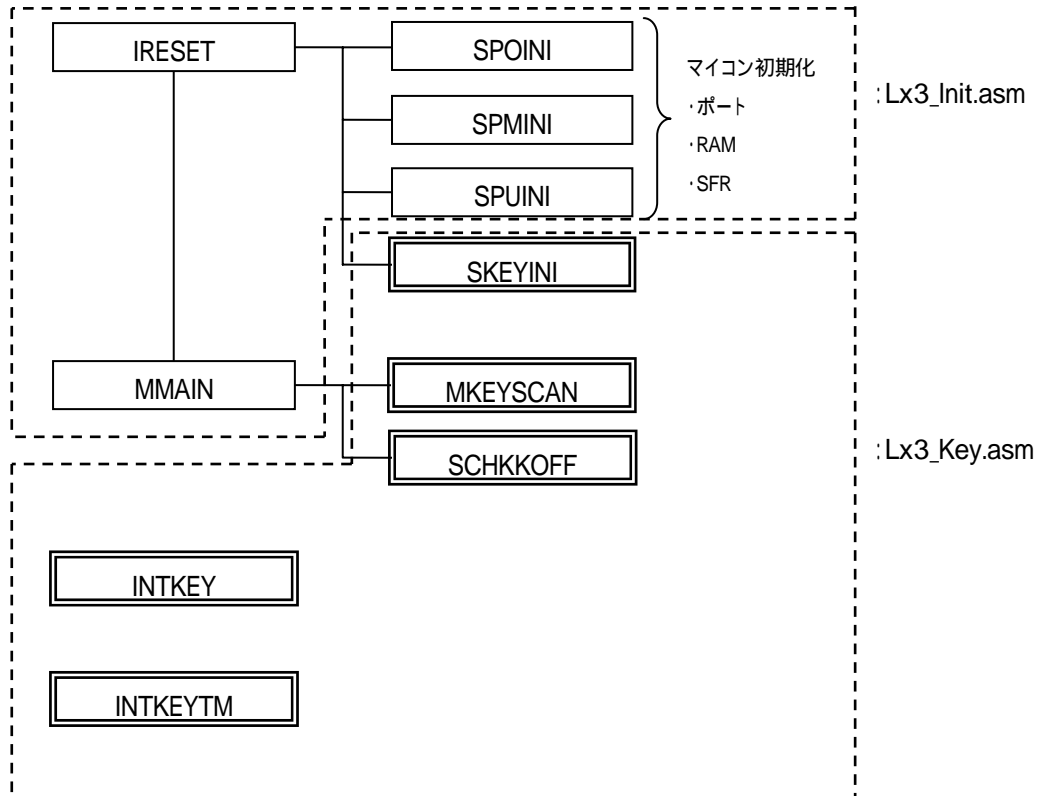 IRESET
SPOINI
SPMINI
SPUINI
マイコン初期化
・ポート
・RAM
・SFR
:Lx3_Init.asm
SKEYINI
MMAIN
MKEYSCAN
SCHKKOFF
:Lx3_Key.asm
INTKEY
INTKEYTM